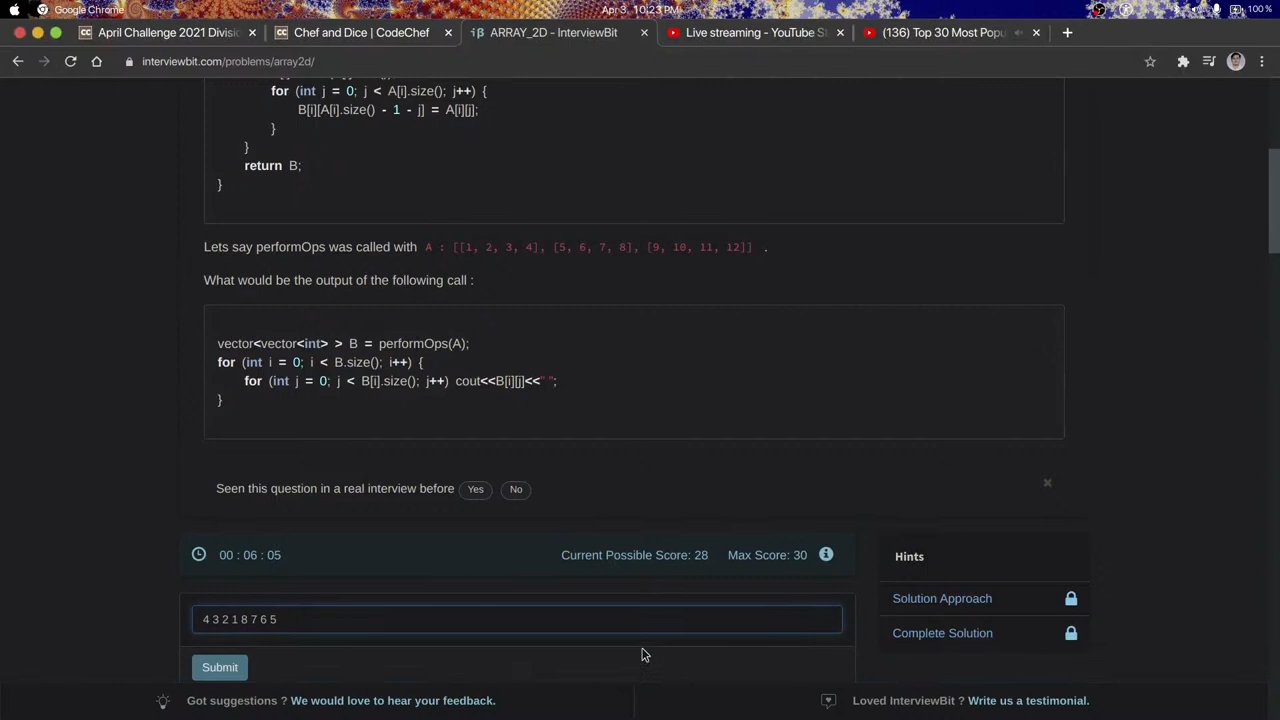 Google Chrome
Apr 3, 10:23 PM
100 %
CC April Challenge 2021 Divisi
CC Chef and Dice | CodeChef
ARRAY_2D - InterviewBit
Live streaming - YouTube St
(136) Top 30 Most Popu
interviewbit.com/problems/array2d/
for (int j = 0; j < A[i].size(); j++) {
B[i][A[i].size() - 1 - j] = A[i][j];
}
}
return B;
}
Lets say performOps was called with A : [[1, 2, 3, 4], [5, 6, 7, 8], [9, 10, 11, 12]] .
What would be the output of the following call :
vector<vector<int> > B = performOps(A);
for (int i = 0; i < B.size(); i++) {
for (int j = 0; j < B[i].size(); j++) cout<<B[i][j]<<" ";
}
Seen this question in a real interview before Yes No
00 : 06 : 05
Current Possible Score: 28
Max Score: 30
Hints
Solution Approach
4 3 2 1 8 7 6 5
Complete Solution
Submit
Got suggestions ? We would love to hear your feedback.
Loved InterviewBit ? Write us a testimonial.